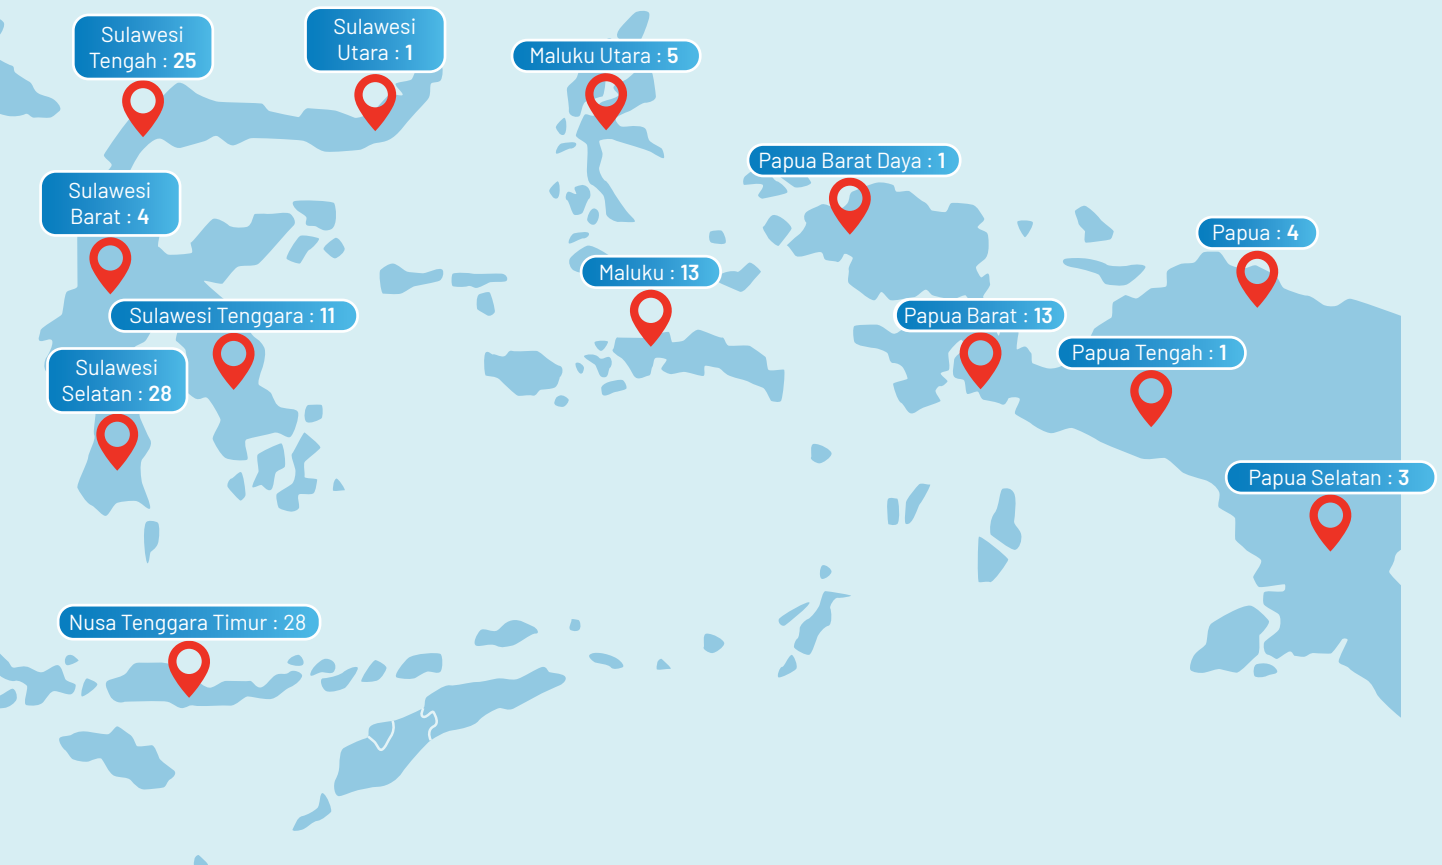 Sulawesi
Tengah : 25
Sulawesi
Utara : 1
Maluku Utara : 5
Papua Barat Daya : 1
Sulawesi
Barat : 4
Papua : 4
Maluku : 13
Sulawesi Tenggara : 11
Papua Barat : 13
Papua Tengah : 1
Sulawesi
Selatan : 28
Papua Selatan : 3
Nusa Tenggara Timur : 28